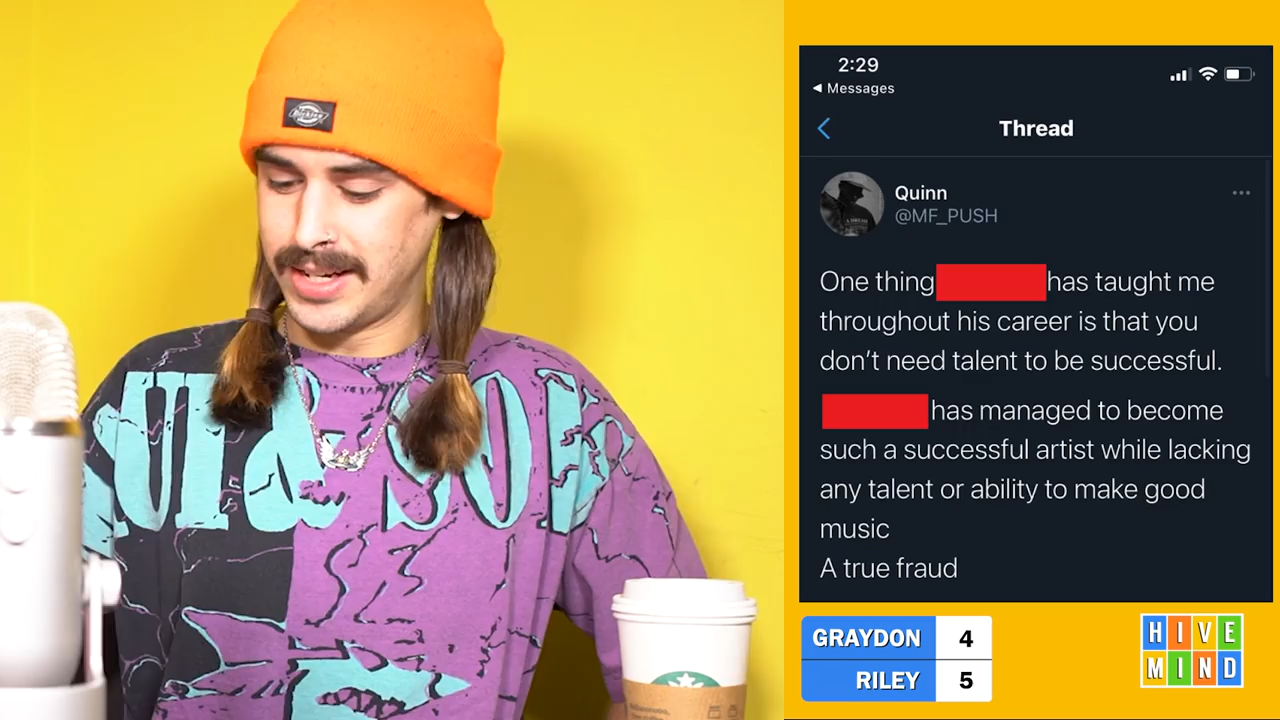 Dickies
2:29
◀ Messages
Thread
Quinn
@MF_PUSH
One thing has taught me
throughout his career is that you
don't need talent to be successful.
has managed to become
such a successful artist while lacking
any talent or ability to make good
music
A true fraud
GRAYDON 4
RILEY 5
HIVE
MIND